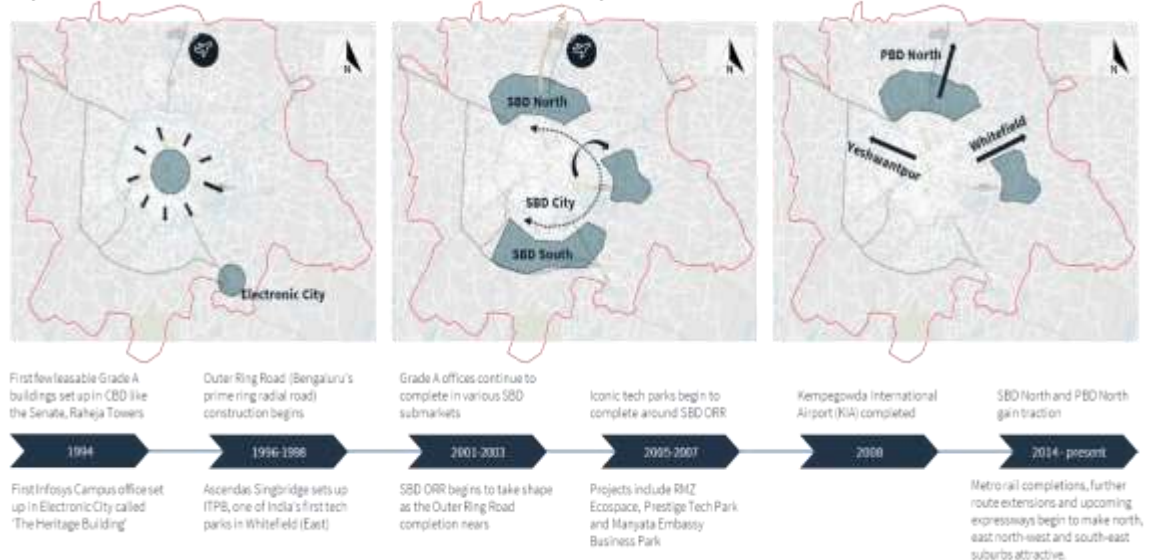 N
Electronic City
N
SBD North
SBD City
SBD South
N
PBD North
Whitefield
Yeshwantpur
First few leasable Grade A
buildings set up in CBD like
the Senate, Raheja Towers
Outer Ring Road (Bengaluru's
prime ring radial road)
construction begins
Grade A offices continue to
complete in various SBD
submarkets
Iconic tech parks begin to
complete around SBD ORR
Kempegowda International
Airport (KIA) completed
SBD North and PBD North
gain traction
1994
1996-1998
2001-2003
2005-2007
2008
2014 - present
First Infosys Campus office set
up in Electronic City called
'The Heritage Building'
Ascendas Singbridge sets up
ITPB, one of India's first tech
parks in Whitefield (East)
SBD ORR begins to take shape
as the Outer Ring Road
completion nears
Projects include RMZ
Ecospace, Prestige Tech Park
and Manyata Embassy
Business Park
Metro rail completions, further
route extensions and upcoming
expressways begin to make north,
east north-west and south-east
suburbs attractive.